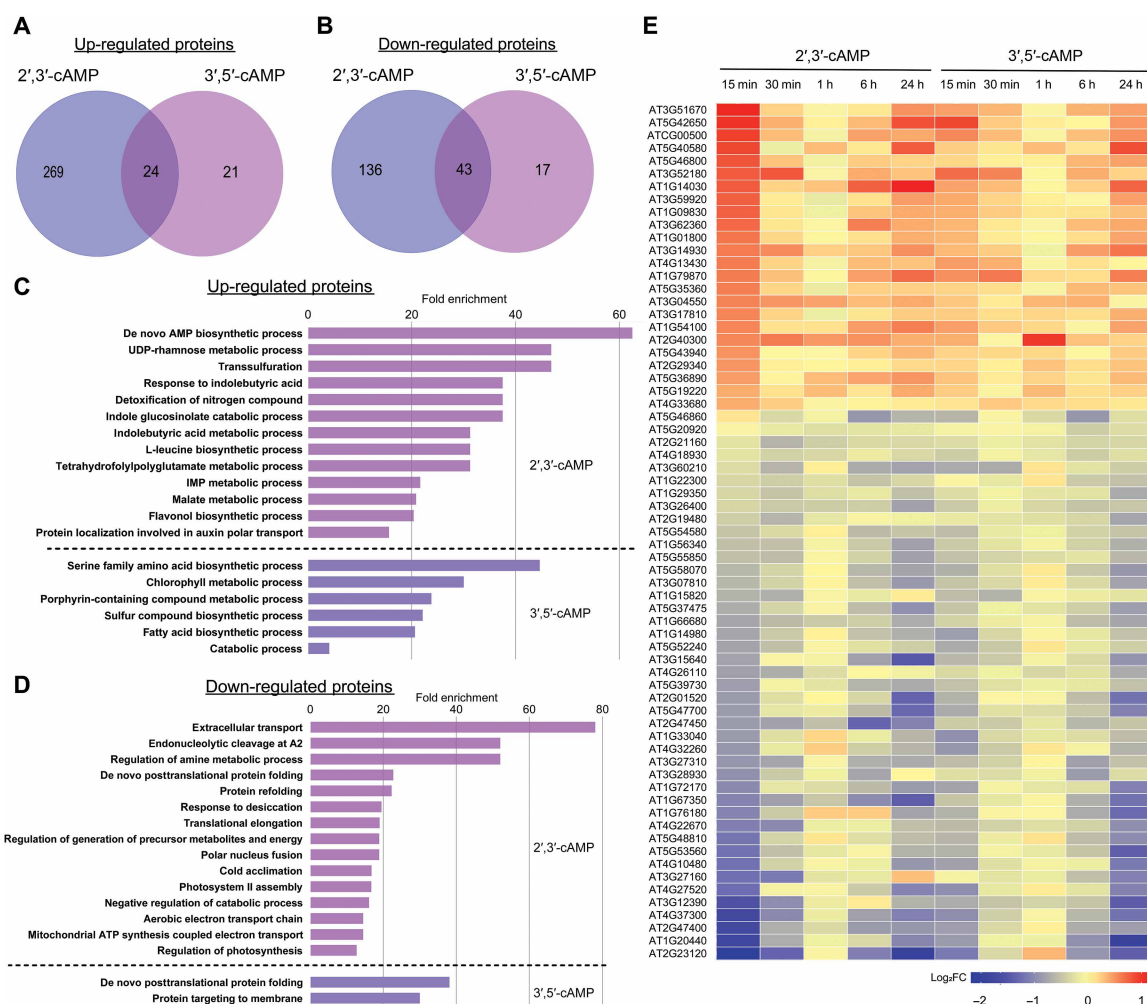 A
Up-regulated proteins
2′,3′-cAMP
3′,5′-cAMP
269
24
21
B
Down-regulated proteins
2′,3′-cAMP
3′,5′-cAMP
136
43
17
C
Up-regulated proteins
Fold enrichment
0 20 40 60
De novo AMP biosynthetic process
UDP-rhamnose metabolic process
Transsulfuration
Response to indolebutyric acid
Detoxification of nitrogen compound
Indole glucosinolate catabolic process
Indolebutyric acid metabolic process
L-leucine biosynthetic process
Tetrahydrofolylpolyglutamate metabolic process
IMP metabolic process
Malate metabolic process
Flavonol biosynthetic process
Protein localization involved in auxin polar transport
2′,3′-cAMP
Serine family amino acid biosynthetic process
Chlorophyll metabolic process
Porphyrin-containing compound metabolic process
Sulfur compound biosynthetic process
Fatty acid biosynthetic process
Catabolic process
3′,5′-cAMP
D
Down-regulated proteins
Fold enrichment
0 20 40 60 80
Extracellular transport
Endonucleolytic cleavage at A2
Regulation of amine metabolic process
De novo posttranslational protein folding
Protein refolding
Response to desiccation
Translational elongation
Regulation of generation of precursor metabolites and energy
Polar nucleus fusion
Cold acclimation
Photosystem II assembly
Negative regulation of catabolic process
Aerobic electron transport chain
Mitochondrial ATP synthesis coupled electron transport
Regulation of photosynthesis
2′,3′-cAMP
De novo posttranslational protein folding
Protein targeting to membrane
3′,5′-cAMP
E
2′,3′-cAMP 3′,5′-cAMP
15 min 30 min 1 h 6 h 24 h 15 min 30 min 1 h 6 h 24 h
AT3G51670
AT5G42650
ATCG00500
AT5G40580
AT5G46800
AT3G52180
AT1G14030
AT3G59920
AT1G09830
AT3G62360
AT1G01800
AT3G14930
AT4G13430
AT1G79870
AT5G35360
AT3G04550
AT3G17810
AT1G54100
AT2G40300
AT5G43940
AT2G29340
AT5G36890
AT5G19220
AT4G33680
AT5G46860
AT5G20920
AT2G21160
AT4G18930
AT3G60210
AT1G22300
AT1G29350
AT3G26400
AT2G19480
AT5G54580
AT1G56340
AT5G55850
AT5G58070
AT3G07810
AT1G15820
AT5G37475
AT1G66680
AT1G14980
AT5G52240
AT3G15640
AT4G26110
AT5G39730
AT2G01520
AT5G47700
AT2G47450
AT1G33040
AT4G32260
AT3G27310
AT3G28930
AT1G72170
AT1G67350
AT1G76180
AT4G22670
AT5G48810
AT5G53560
AT4G10480
AT3G27160
AT4G27520
AT3G12390
AT4G37300
AT2G47400
AT1G20440
AT2G23120
Log₂FC
−2 −1 0 1